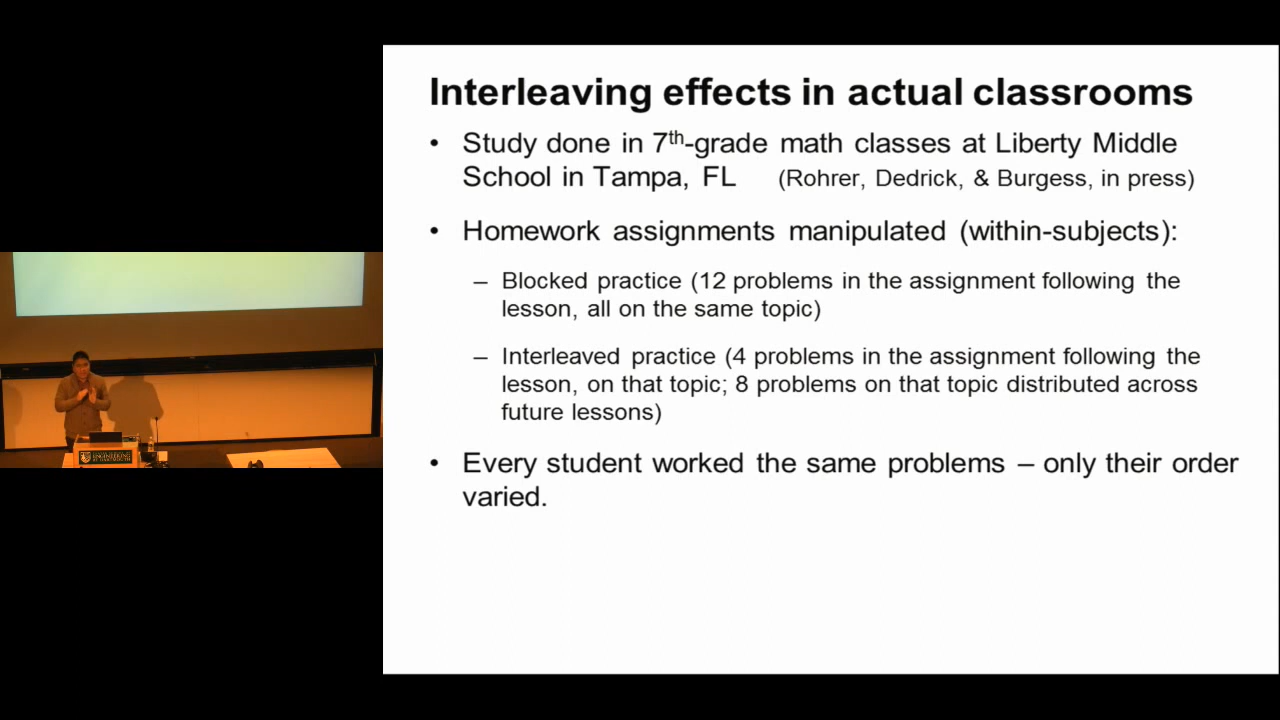 Interleaving effects in actual classrooms
• Study done in 7th-grade math classes at Liberty Middle
School in Tampa, FL (Rohrer, Dedrick, & Burgess, in press)
• Homework assignments manipulated (within-subjects):
– Blocked practice (12 problems in the assignment following the
lesson, all on the same topic)
– Interleaved practice (4 problems in the assignment following the
lesson, on that topic; 8 problems on that topic distributed across
future lessons)
• Every student worked the same problems – only their order
varied.
ENGINEERING
AT DARTMOUTH